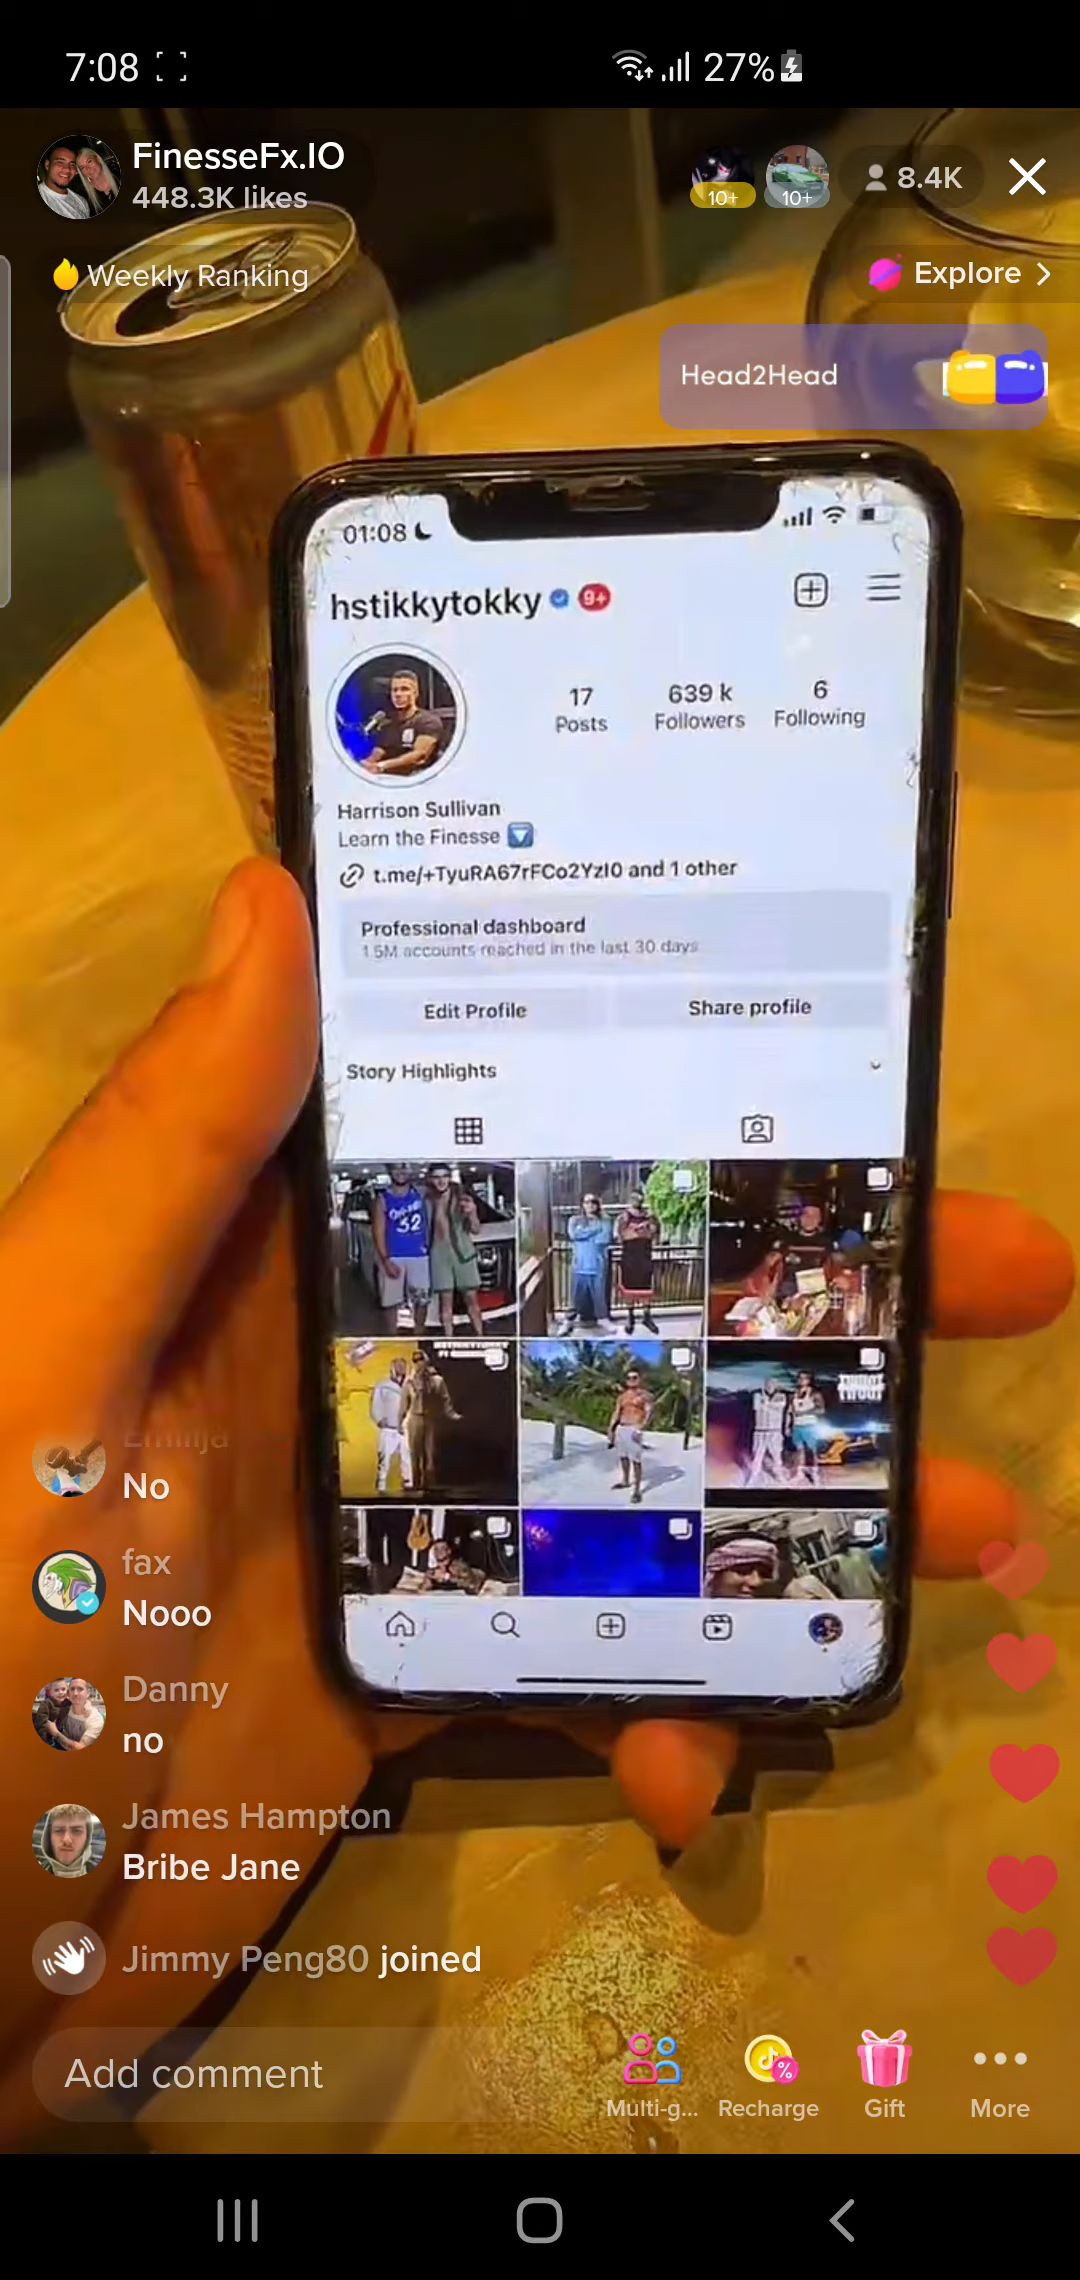 7:08
27%
FinesseFx.IO
448.3K likes
10+
10+
8.4K
Weekly Ranking
Explore
Head2Head
01:08
hstikkytokky 9+
17
Posts
639 k
Followers
6
Following
Harrison Sullivan
Learn the Finesse
t.me/+TyuRA67rFCo2YzI0 and 1 other
Professional dashboard
1.5M accounts reached in the last 30 days
Edit Profile
Share profile
Story Highlights
32
Emilija
No
fax
Nooo
Danny
no
James Hampton
Bribe Jane
Jimmy Peng80 joined
Add comment
%
Multi-g...
Recharge
Gift
More